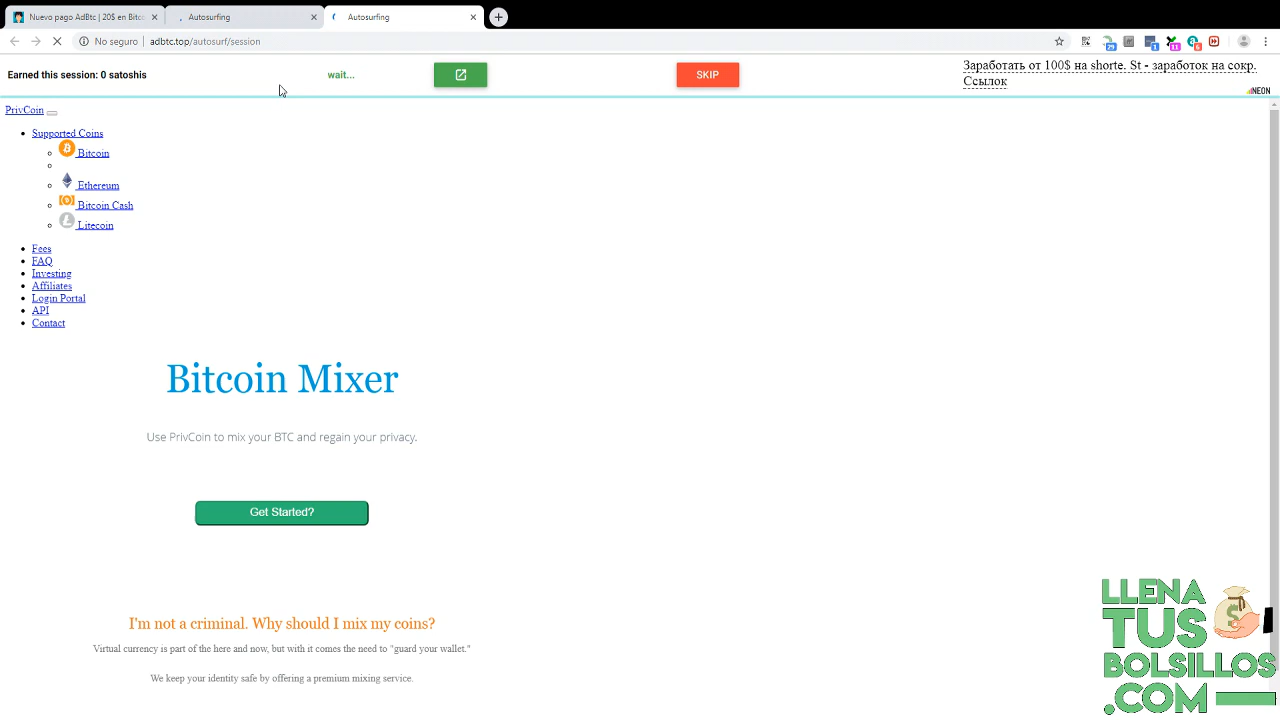 Nuevo pago AdBtc | 20$ en Bitco
Autosurfing
Autosurfing
No seguro | adbtc.top/autosurf/session
29
1
11
6
Earned this session: 0 satoshis
wait...
SKIP
Заработать от 100$ на shorte. St - заработок на сокр.
Ссылок
NEON
PrivCoin
Supported Coins
Bitcoin
Ethereum
Bitcoin Cash
Litecoin
Fees
FAQ
Investing
Affiliates
Login Portal
API
Contact
Bitcoin Mixer
Use PrivCoin to mix your BTC and regain your privacy.
Get Started?
I'm not a criminal. Why should I mix my coins?
Virtual currency is part of the here and now, but with it comes the need to "guard your wallet."
We keep your identity safe by offering a premium mixing service.
LLENA
TUS
BOLSILLOS
.COM